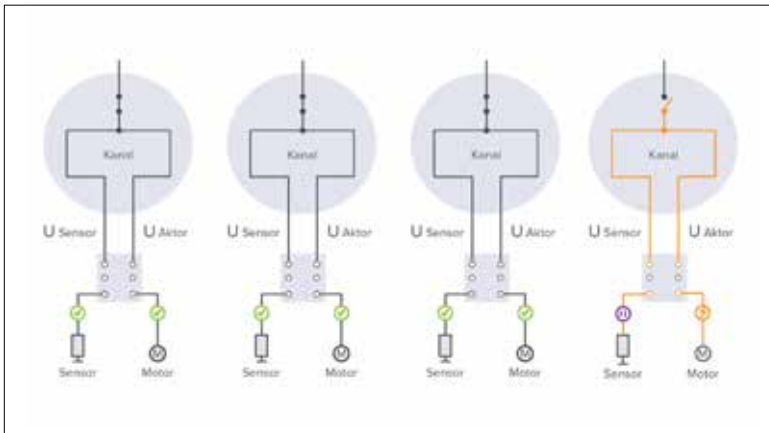 Kanal Kanal Kanal Kanal
U Sensor U Aktor U Sensor U Aktor U Sensor U Aktor U Sensor U Aktor
M M M M
Sensor Motor Sensor Motor Sensor Motor Sensor Motor